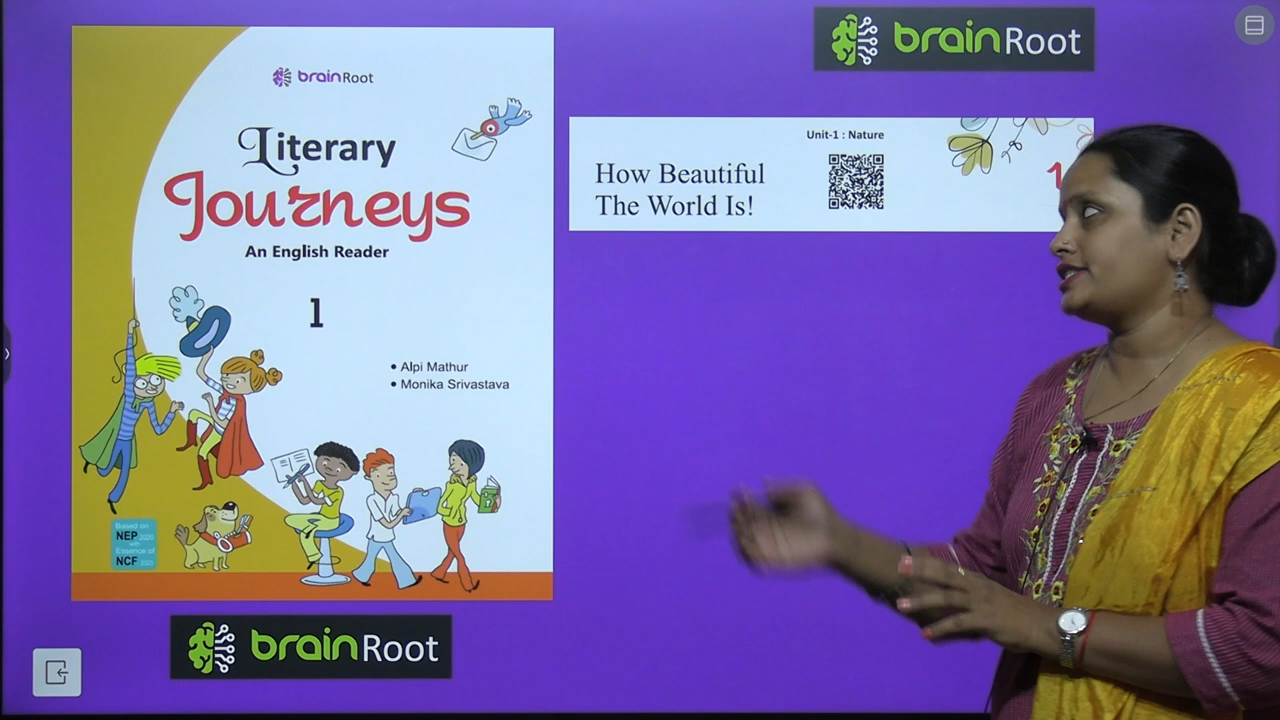 brainRoot
Literary
Journeys
An English Reader
1
• Alpi Mathur
• Monika Srivastava
Based on
NEP 2020
with
Essence of
NCF 2023
brainRoot
brainRoot
Unit-1 : Nature
How Beautiful
The World Is!
1